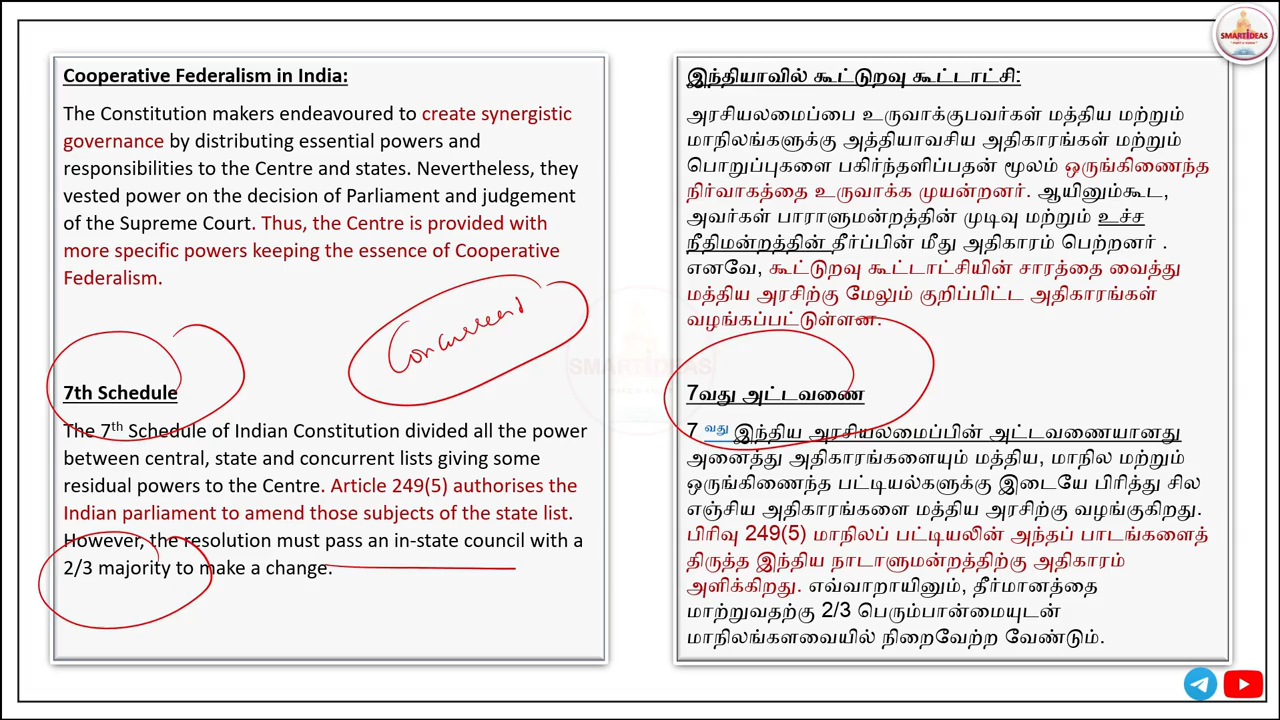 SMARTIDEAS
Cooperative Federalism in India:
The Constitution makers endeavoured to create synergistic
governance by distributing essential powers and
responsibilities to the Centre and states. Nevertheless, they
vested power on the decision of Parliament and judgement
of the Supreme Court. Thus, the Centre is provided with
more specific powers keeping the essence of Cooperative
Federalism.
Concurrent
7th Schedule
The 7th Schedule of Indian Constitution divided all the power
between central, state and concurrent lists giving some
residual powers to the Centre. Article 249(5) authorises the
Indian parliament to amend those subjects of the state list.
However, the resolution must pass an in-state council with a
2/3 majority to make a change.
இந்தியாவில் கூட்டுறவு கூட்டாட்சி:
அரசியலமைப்பை உருவாக்குபவர்கள் மத்திய மற்றும்
மாநிலங்களுக்கு அத்தியாவசிய அதிகாரங்கள் மற்றும்
பொறுப்புகளை பகிர்ந்தளிப்பதன் மூலம் ஒருங்கிணைந்த
நிர்வாகத்தை உருவாக்க முயன்றனர். ஆயினும்கூட,
அவர்கள் பாராளுமன்றத்தின் முடிவு மற்றும் உச்ச
நீதிமன்றத்தின் தீர்ப்பின் மீது அதிகாரம் பெற்றனர் .
எனவே, கூட்டுறவு கூட்டாட்சியின் சாரத்தை வைத்து
மத்திய அரசிற்கு மேலும் குறிப்பிட்ட அதிகாரங்கள்
வழங்கப்பட்டுள்ளன.
7வது அட்டவணை
7 வது இந்திய அரசியலமைப்பின் அட்டவணையானது
அனைத்து அதிகாரங்களையும் மத்திய, மாநில மற்றும்
ஒருங்கிணைந்த பட்டியல்களுக்கு இடையே பிரித்து சில
எஞ்சிய அதிகாரங்களை மத்திய அரசிற்கு வழங்குகிறது.
பிரிவு 249(5) மாநிலப் பட்டியலின் அந்தப் பாடங்களைத்
திருத்த இந்திய நாடாளுமன்றத்திற்கு அதிகாரம்
அளிக்கிறது. எவ்வாறாயினும், தீர்மானத்தை
மாற்றுவதற்கு 2/3 பெரும்பான்மையுடன்
மாநிலங்களவையில் நிறைவேற்ற வேண்டும்.
SMARTIDEAS